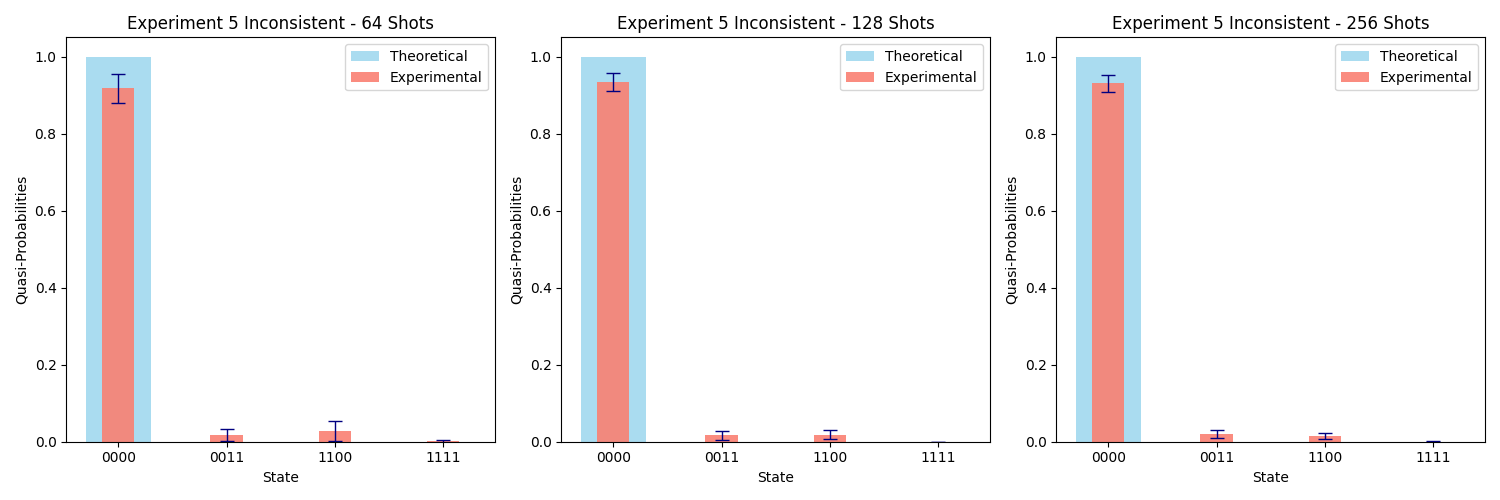 Experiment 5 Inconsistent - 64 Shots
Theoretical
Experimental
Quasi-Probabilities
1.0
0.8
0.6
0.4
0.2
0.0
0000 0011 1100 1111
State
Experiment 5 Inconsistent - 128 Shots
Theoretical
Experimental
Quasi-Probabilities
1.0
0.8
0.6
0.4
0.2
0.0
0000 0011 1100 1111
State
Experiment 5 Inconsistent - 256 Shots
Theoretical
Experimental
Quasi-Probabilities
1.0
0.8
0.6
0.4
0.2
0.0
0000 0011 1100 1111
State